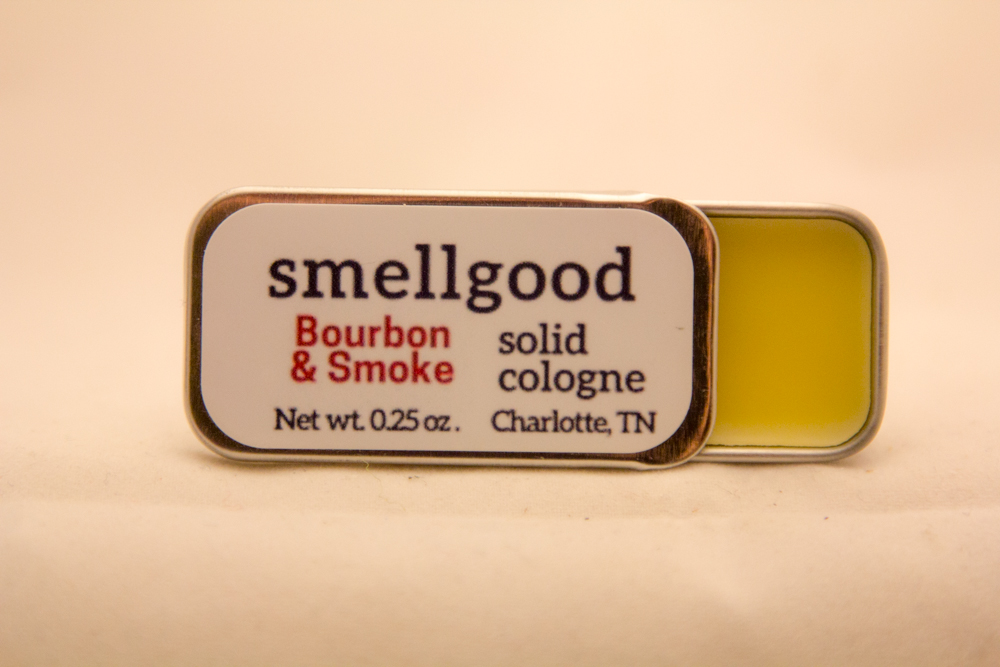 smellgood
Bourbon
& Smoke
solid
cologne
Net wt. 0.25 oz.
Charlotte, TN